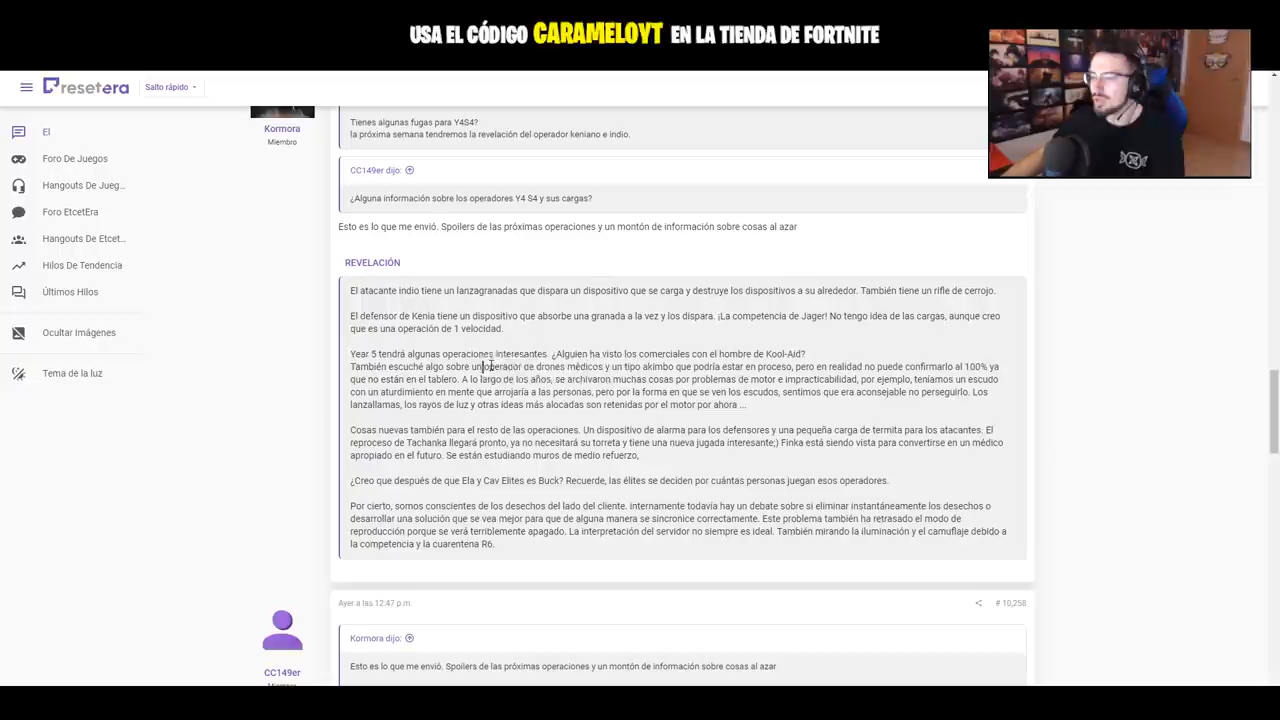 USA EL CÓDIGO CARAMELOYT EN LA TIENDA DE FORTNITE
resetera
Salto rápido
El
Foro De Juegos
Hangouts De Jueg...
Foro EtcetEra
Hangouts De Etcet...
Hilos De Tendencia
Últimos Hilos
Ocultar Imágenes
Tema de la luz
Kormora
Miembro
Tienes algunas fugas para Y4S4?
la próxima semana tendremos la revelación del operador keniano e indio.
CC149er dijo:
¿Alguna información sobre los operadores Y4 S4 y sus cargas?
Esto es lo que me envió. Spoilers de las próximas operaciones y un montón de información sobre cosas al azar
REVELACIÓN
El atacante indio tiene un lanzagranadas que dispara un dispositivo que se carga y destruye los dispositivos a su alrededor. También tiene un rifle de cerrojo.
El defensor de Kenia tiene un dispositivo que absorbe una granada a la vez y los dispara. ¡La competencia de Jager! No tengo idea de las cargas, aunque creo
que es una operación de 1 velocidad.
Year 5 tendrá algunas operaciones interesantes. ¿Alguien ha visto los comerciales con el hombre de Kool-Aid?
También escuché algo sobre un operador de drones médicos y un tipo akimbo que podría estar en proceso, pero en realidad no puede confirmarlo al 100% ya
que no están en el tablero. A lo largo de los años, se archivaron muchas cosas por problemas de motor e impracticabilidad, por ejemplo, teníamos un escudo
con un aturdimiento en mente que arrojaría a las personas, pero por la forma en que se ven los escudos, sentimos que era aconsejable no perseguirlo. Los
lanzallamas, los rayos de luz y otras ideas más alocadas son retenidas por el motor por ahora ...
Cosas nuevas también para el resto de las operaciones. Un dispositivo de alarma para los defensores y una pequeña carga de termita para los atacantes. El
reproceso de Tachanka llegará pronto, ya no necesitará su torreta y tiene una nueva jugada interesante;) Finka está siendo vista para convertirse en un médico
apropiado en el futuro. Se están estudiando muros de medio refuerzo,
¿Creo que después de que Ela y Cav Elites es Buck? Recuerde, las élites se deciden por cuántas personas juegan esos operadores.
Por cierto, somos conscientes de los desechos del lado del cliente. internamente todavía hay un debate sobre si eliminar instantáneamente los desechos o
desarrollar una solución que se vea mejor para que de alguna manera se sincronice correctamente. Este problema también ha retrasado el modo de
reproducción porque se verá terriblemente apagado. La interpretación del servidor no siempre es ideal. También mirando la iluminación y el camuflaje debido a
la competencia y la cuarentena R6.
Ayer a las 12:47 p.m.
# 10,258
CC149er
Kormora dijo:
Esto es lo que me envió. Spoilers de las próximas operaciones y un montón de información sobre cosas al azar